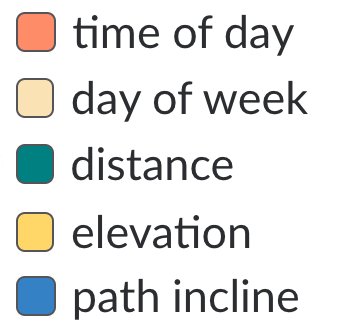 time of day
day of week
distance
elevation
path incline